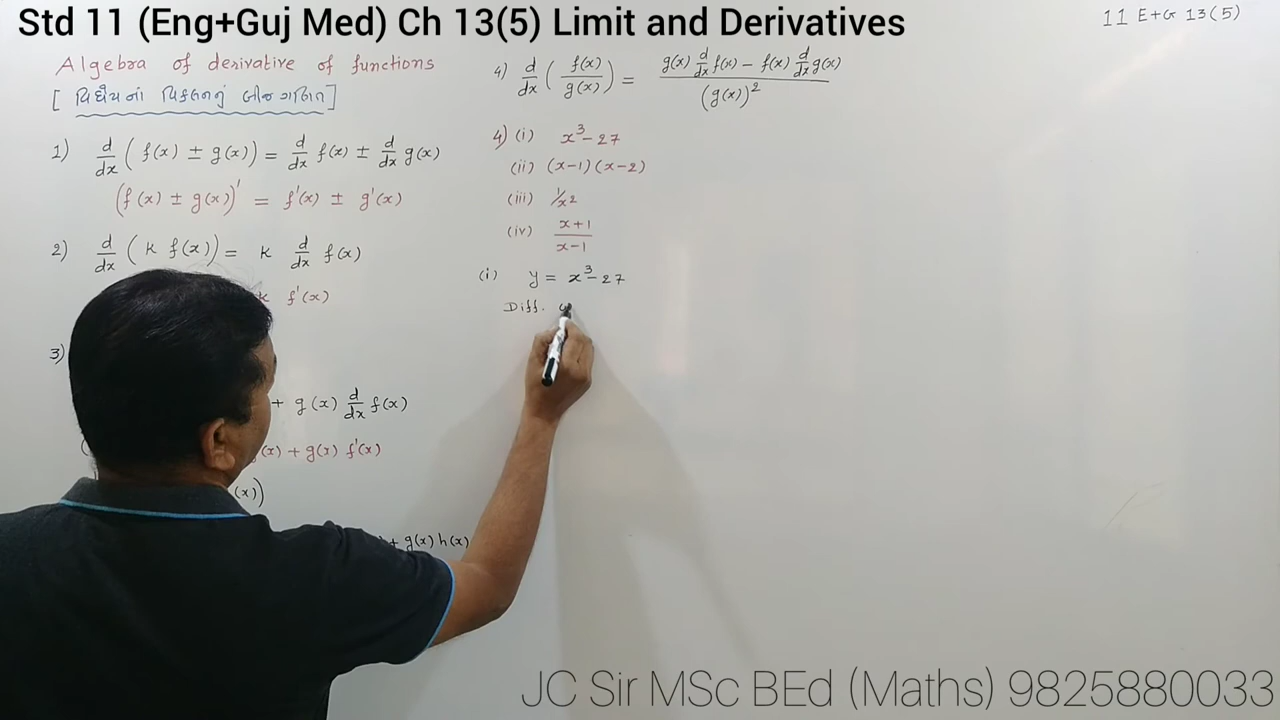 Std 11 (Eng+Guj Med) Ch 13(5) Limit and Derivatives
11 E+G 13(5)
Algebra of derivative of functions
[ વિધેયનાં વિકલનનું બીજગણિત ]
1) d/dx ( f(x) ± g(x) ) = d/dx f(x) ± d/dx g(x)
( f(x) ± g(x) )' = f'(x) ± g'(x)
2) d/dx ( k f(x) ) = k d/dx f(x)
k f'(x)
3)
+ g(x) d/dx f(x)
(x) + g(x) f'(x)
(x))
+ g(x) h(x)
4) d/dx ( f(x)/g(x) ) = g(x) d/dx f(x) - f(x) d/dx g(x) / (g(x))²
4) (i) x³-27
(ii) (x-1) (x-2)
(iii) 1/x2
(iv) x+1/x-1
(i) y = x³-27
Diff.
JC Sir MSc BEd (Maths) 9825880033